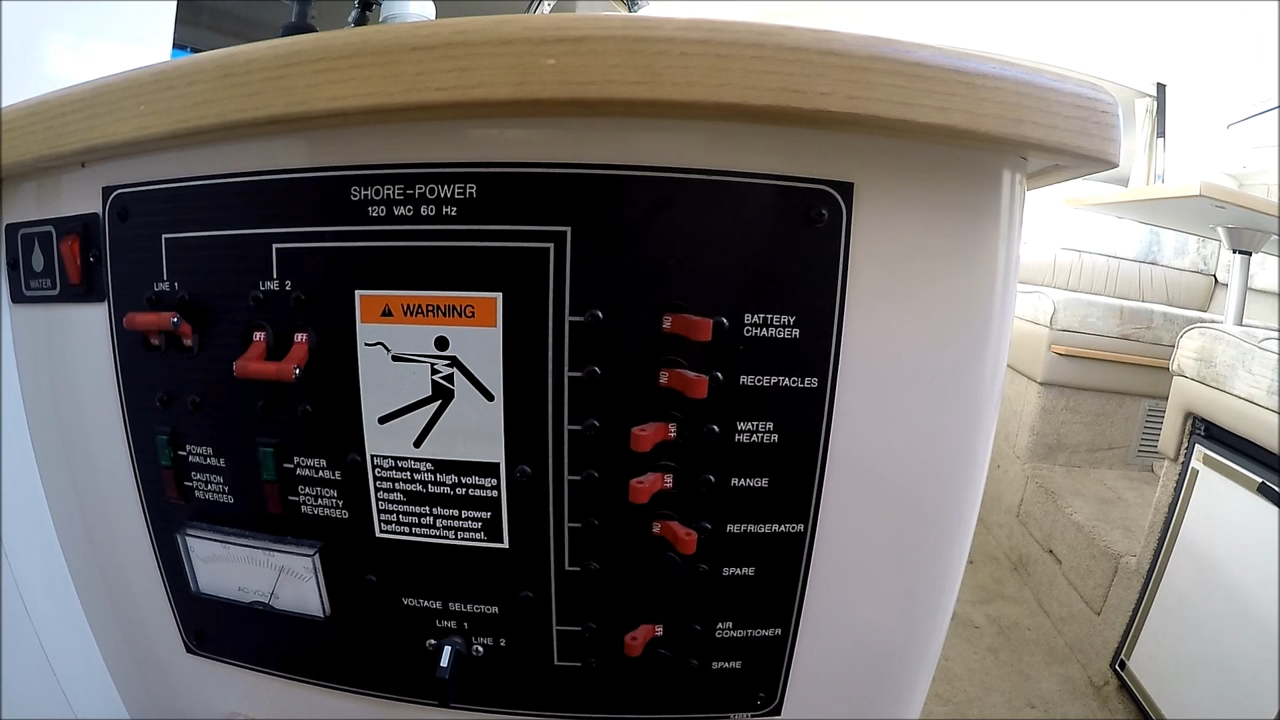 SHORE-POWER
120 VAC 60 Hz
WATER
LINE 1
LINE 2
OFF
OFF
WARNING
High voltage.
Contact with high voltage
can shock, burn, or cause
death.
Disconnect shore power
and turn off generator
before removing panel.
POWER
AVAILABLE
CAUTION
POLARITY
REVERSED
POWER
AVAILABLE
CAUTION
POLARITY
REVERSED
AC VOLTS
VOLTAGE SELECTOR
LINE 1
LINE 2
ON
BATTERY
CHARGER
ON
RECEPTACLES
OFF
WATER
HEATER
OFF
RANGE
ON
REFRIGERATOR
SPARE
OFF
AIR
CONDITIONER
SPARE